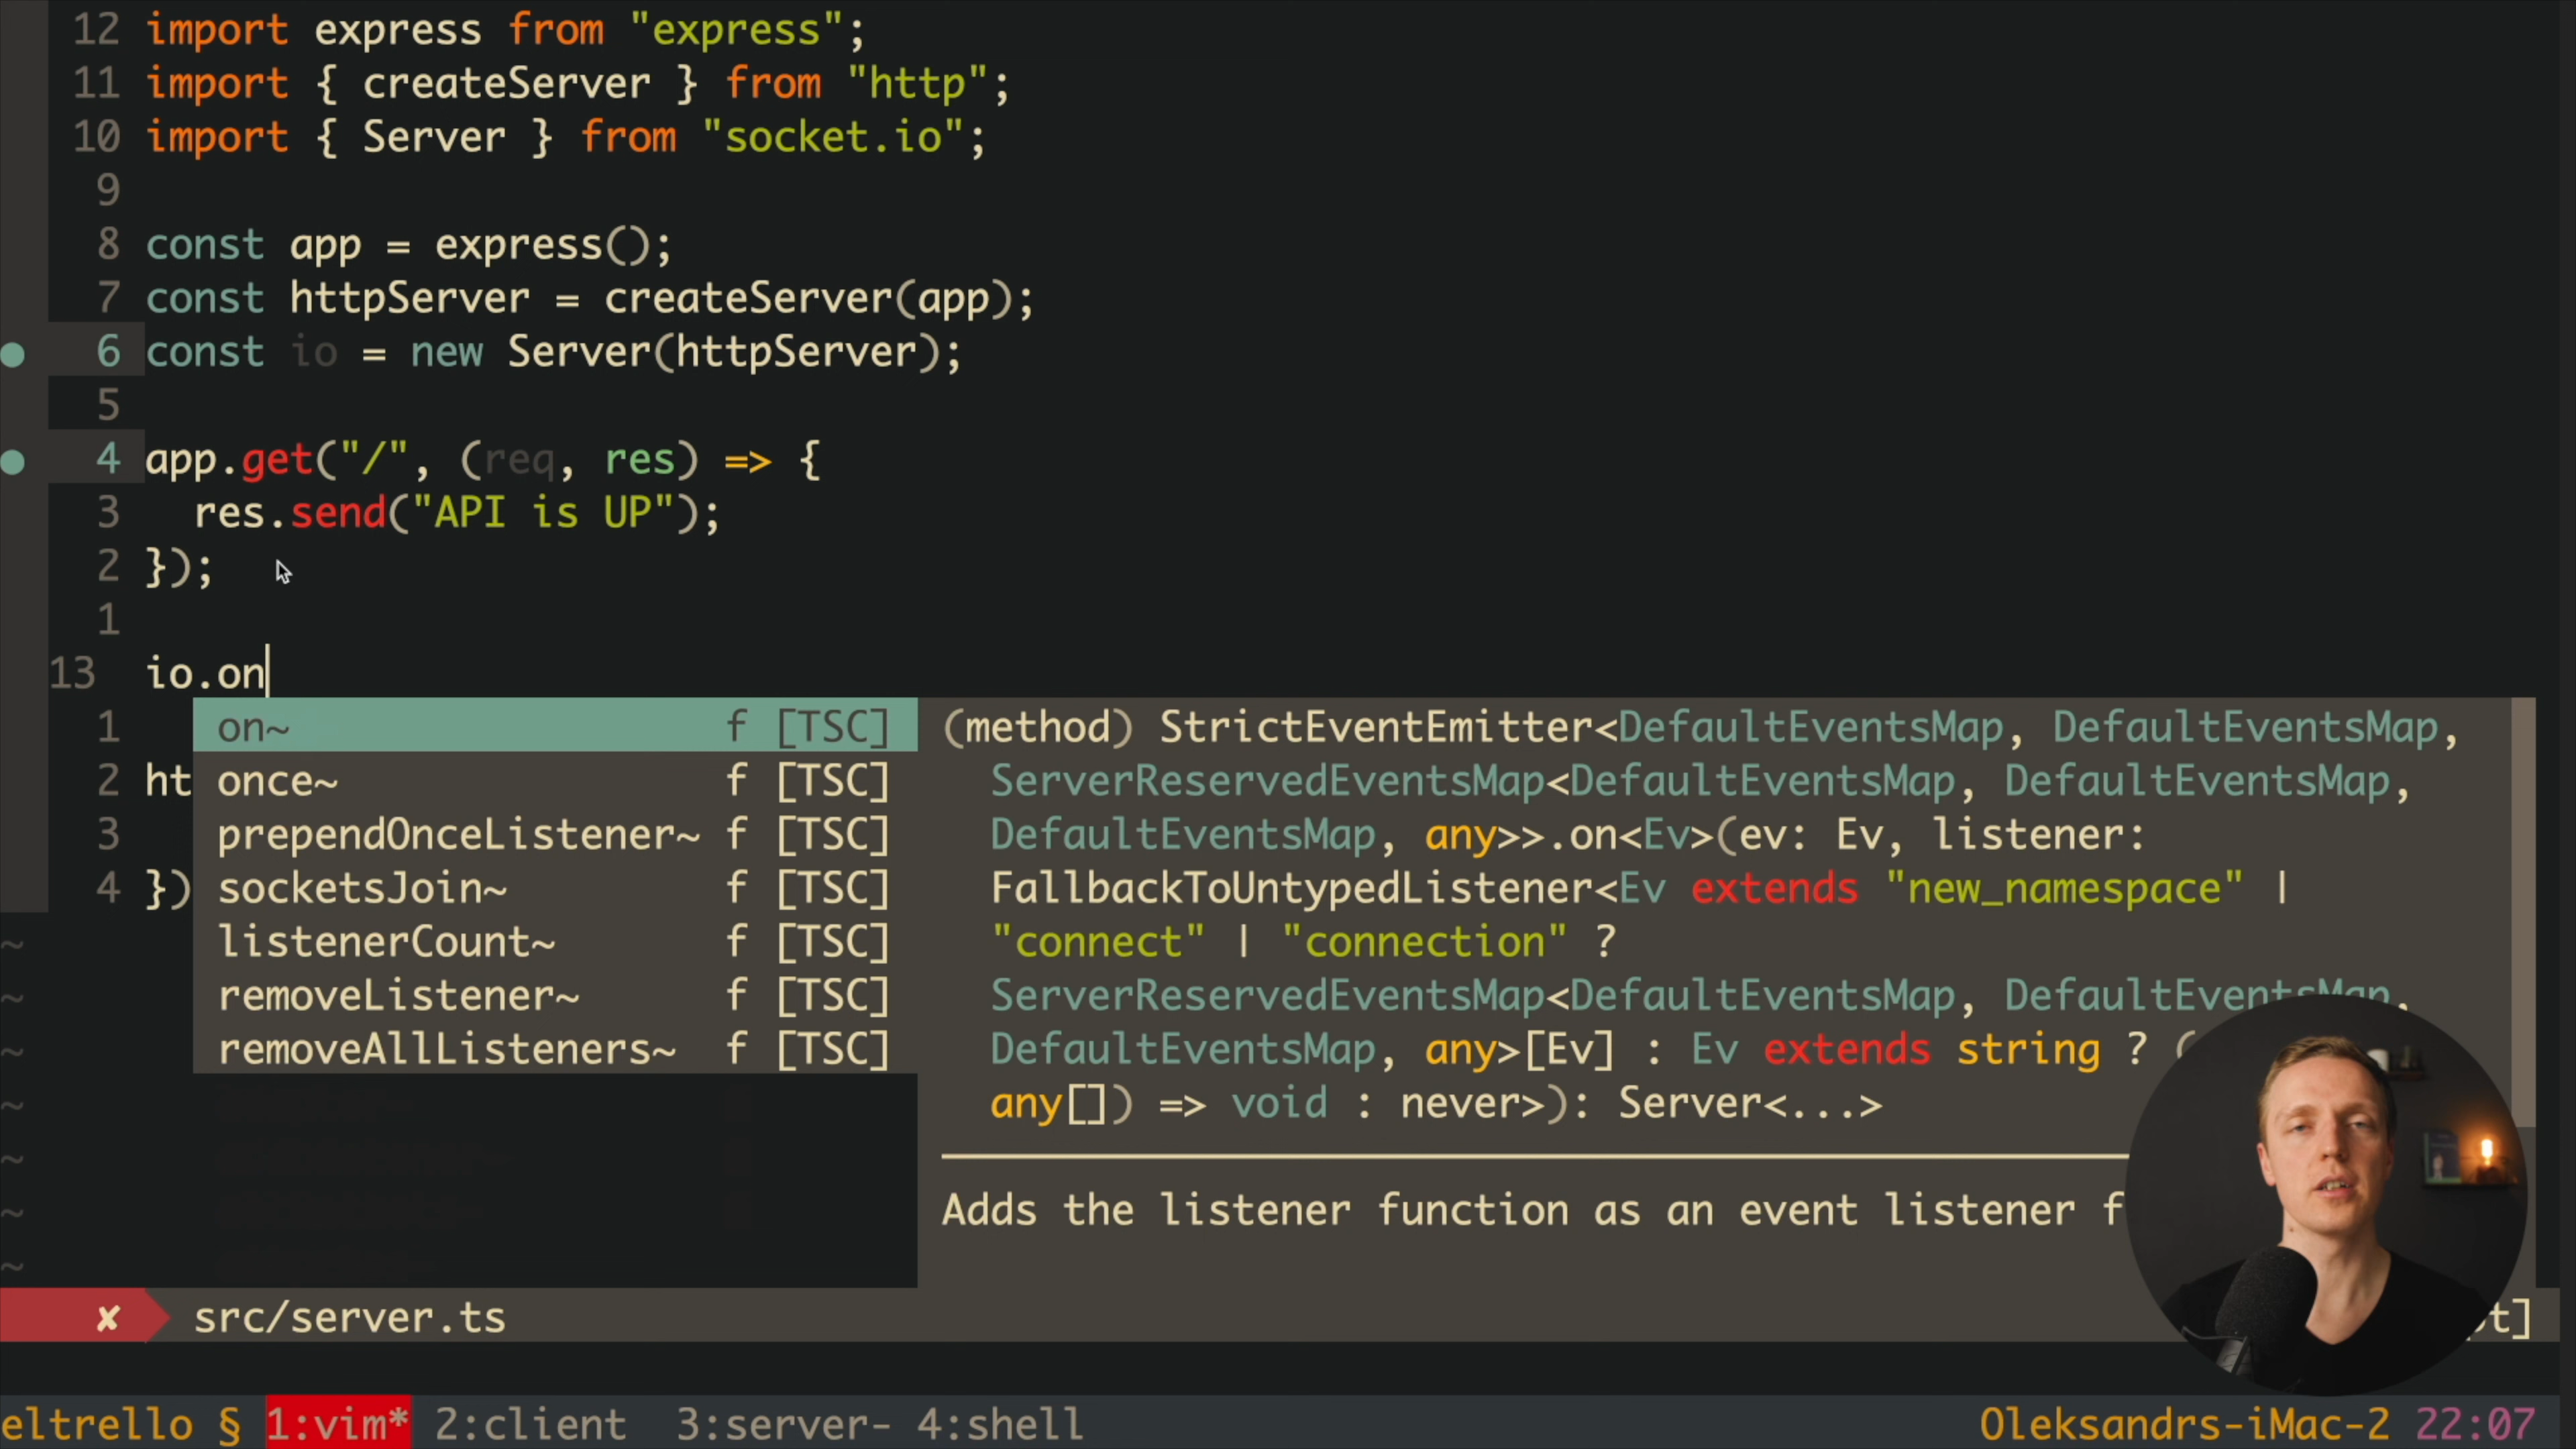 12 import express from "express";
11 import { createServer } from "http";
10 import { Server } from "socket.io";
9
8 const app = express();
7 const httpServer = createServer(app);
6 const io = new Server(httpServer);
5
4 app.get("/", (req, res) => {
3 res.send("API is UP");
2 });
1
13 io.on
1 on~ f [TSC]
2 ht once~ f [TSC]
3 prependOnceListener~ f [TSC]
4 }) socketsJoin~ f [TSC]
~ listenerCount~ f [TSC]
~ removeListener~ f [TSC]
~ removeAllListeners~ f [TSC]
~
~
~
~
(method) StrictEventEmitter<DefaultEventsMap, DefaultEventsMap,
ServerReservedEventsMap<DefaultEventsMap, DefaultEventsMap,
DefaultEventsMap, any>>.on<Ev>(ev: Ev, listener:
FallbackToUntypedListener<Ev extends "new_namespace" |
"connect" | "connection" ?
ServerReservedEventsMap<DefaultEventsMap, DefaultEventsMap,
DefaultEventsMap, any>[Ev] : Ev extends string ? (
any[]) => void : never>): Server<...>
Adds the listener function as an event listener f
✘ src/server.ts t]
eltrello § 1:vim* 2:client 3:server- 4:shell Oleksandrs-iMac-2 22:07